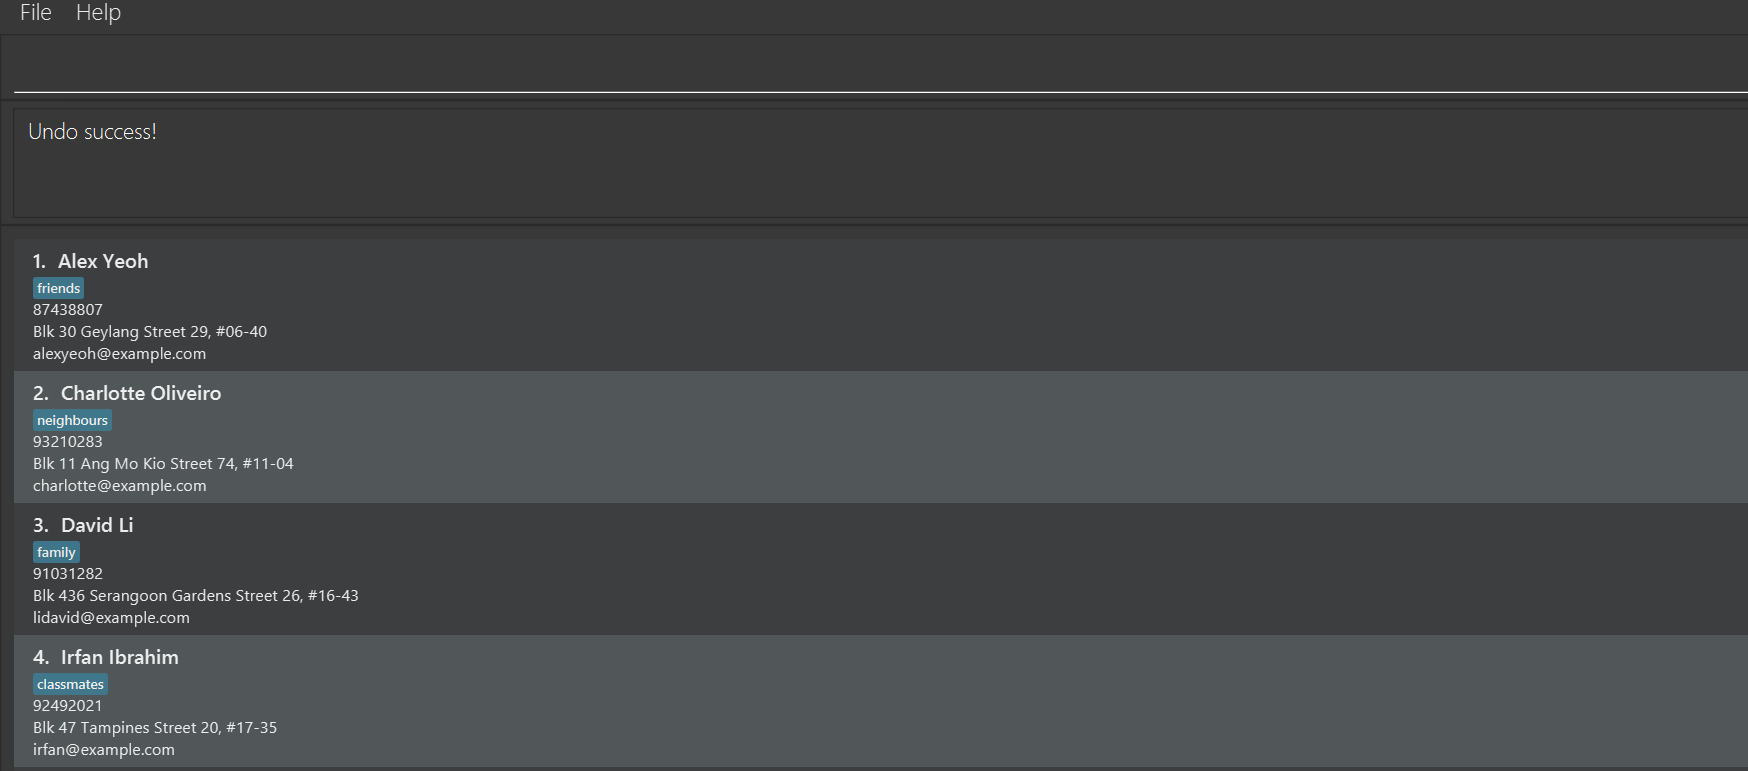 File Help
Undo success!
1. Alex Yeoh
friends
87438807
Blk 30 Geylang Street 29, #06-40
alexyeoh@example.com
2. Charlotte Oliveiro
neighbours
93210283
Blk 11 Ang Mo Kio Street 74, #11-04
charlotte@example.com
3. David Li
family
91031282
Blk 436 Serangoon Gardens Street 26, #16-43
lidavid@example.com
4. Irfan Ibrahim
classmates
92492021
Blk 47 Tampines Street 20, #17-35
irfan@example.com